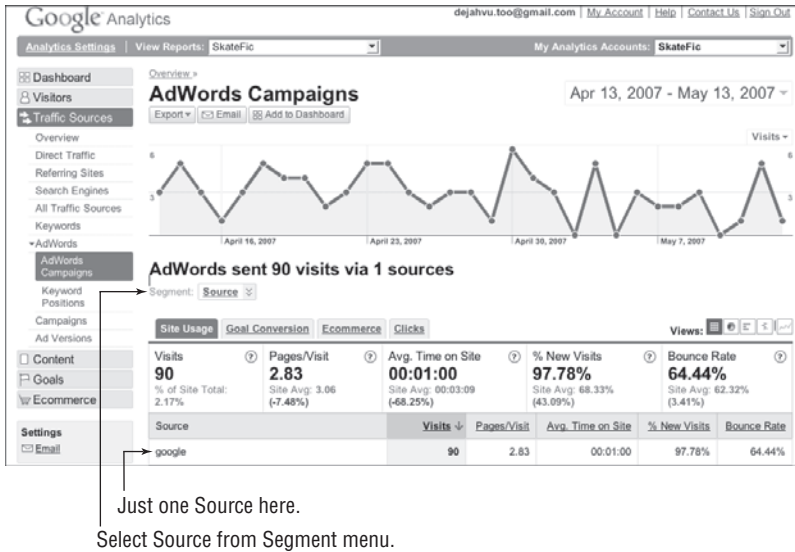 Google Analytics
dejahvu.too@gmail.com | My Account | Help | Contact Us | Sign Out
Analytics Settings | View Reports: SkateFic
My Analytics Accounts: SkateFic
Dashboard
Visitors
Traffic Sources
Overview
Direct Traffic
Referring Sites
Search Engines
All Traffic Sources
Keywords
AdWords
AdWords
Campaigns
Keyword
Positions
Campaigns
Ad Versions
Content
Goals
Ecommerce
Settings
Email
Overview »
AdWords Campaigns
Apr 13, 2007 - May 13, 2007
Export Email Add to Dashboard
Visits
6 6
3 3
April 16, 2007 April 23, 2007 April 30, 2007 May 7, 2007
AdWords sent 90 visits via 1 sources
Segment: Source
Site Usage Goal Conversion Ecommerce Clicks
Views:
Visits Pages/Visit Avg. Time on Site % New Visits Bounce Rate
90 2.83 00:01:00 97.78% 64.44%
% of Site Total: Site Avg: 3.06 Site Avg: 00:03:09 Site Avg: 68.33% Site Avg: 62.32%
2.17% (-7.48%) (-68.25%) (43.09%) (3.41%)
Source Visits Pages/Visit Avg. Time on Site % New Visits Bounce Rate
google 90 2.83 00:01:00 97.78% 64.44%
Just one Source here.
Select Source from Segment menu.